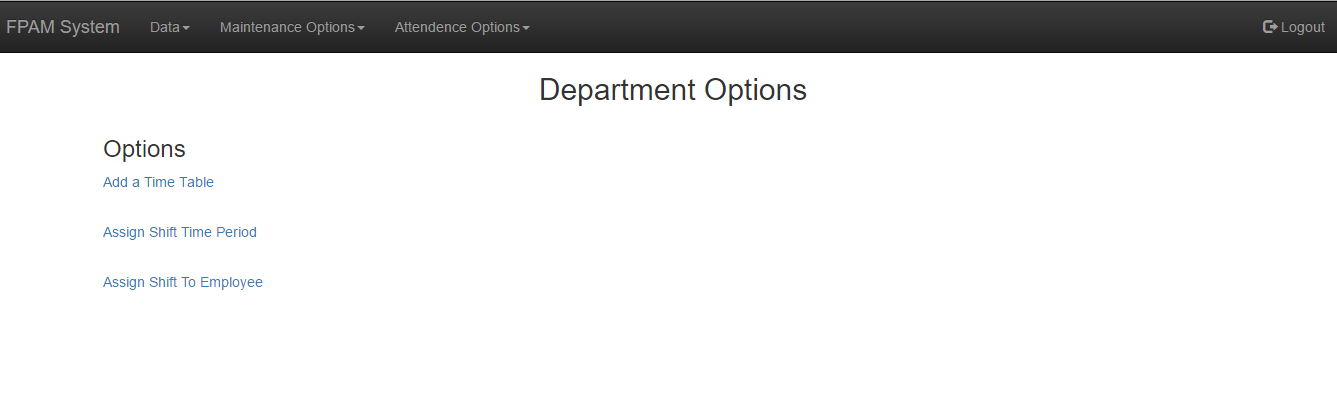 FPAM System Data Maintenance Options Attendence Options Logout
Department Options
Options
Add a Time Table
Assign Shift Time Period
Assign Shift To Employee